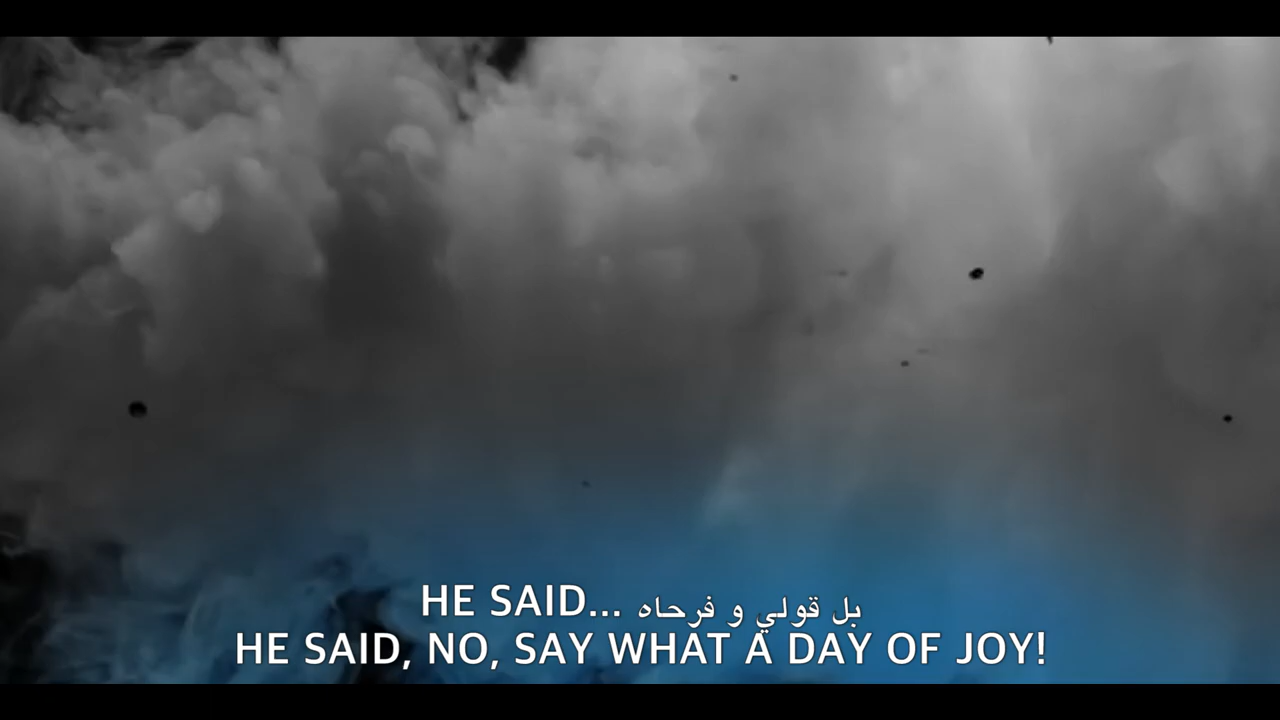 HE SAID... بل قولي و فرحاه
HE SAID, NO, SAY WHAT A DAY OF JOY!